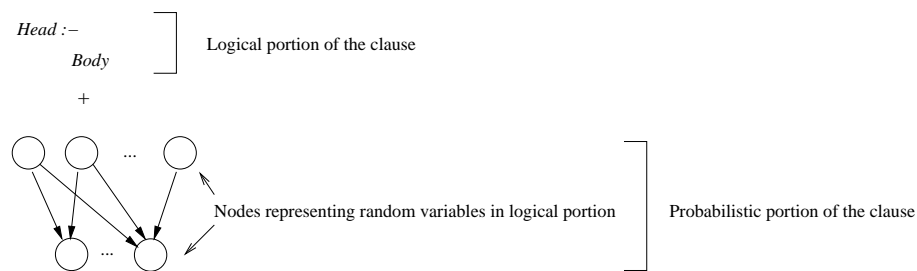 Head :–
Logical portion of the clause
Body
+
...
Nodes representing random variables in logical portion
Probabilistic portion of the clause
...